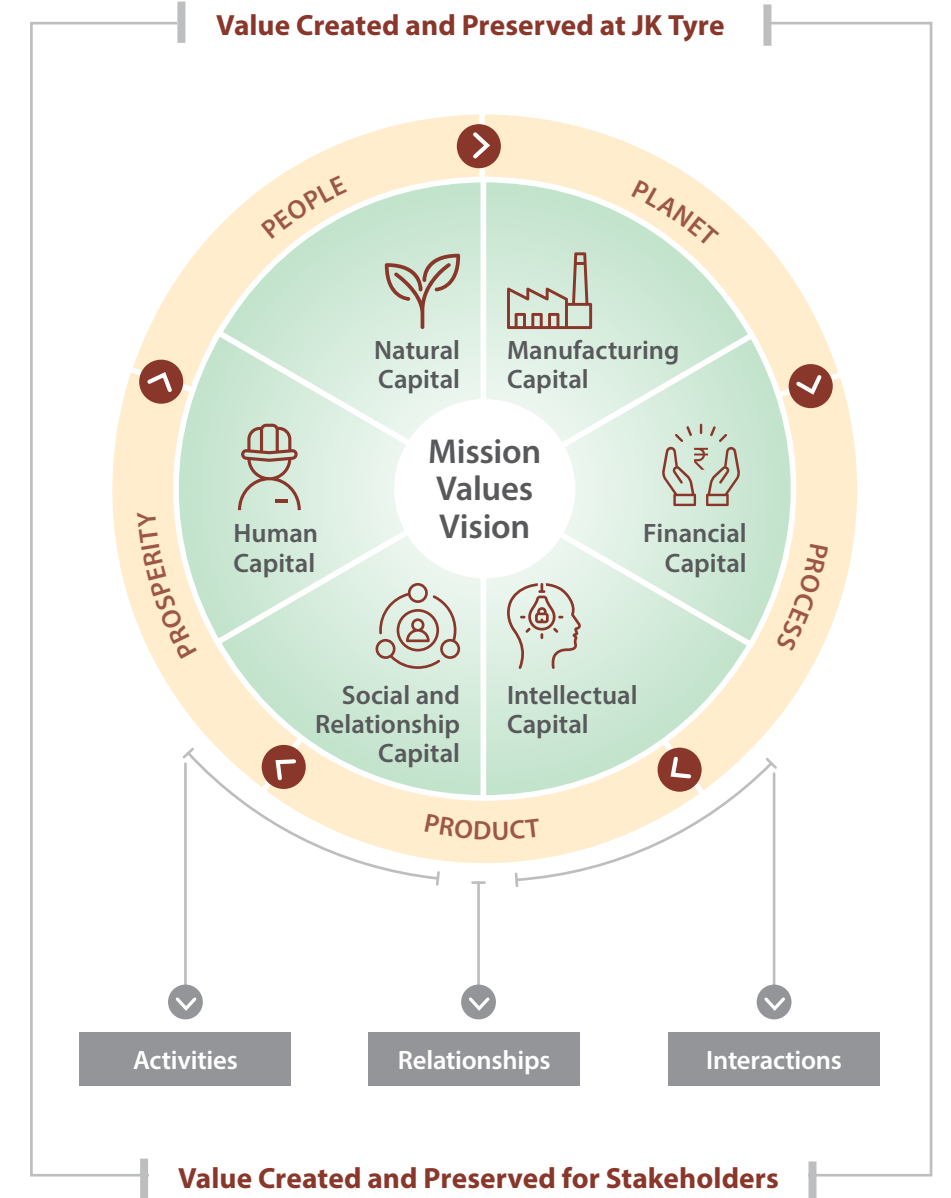 Value Created and Preserved at JK Tyre
PEOPLE
PLANET
Natural
Capital
Manufacturing
Capital
Mission
Values
Vision
Human
Capital
₹
Financial
Capital
PROSPERITY
PROCESS
Social and
Relationship
Capital
Intellectual
Capital
PRODUCT
Activities
Relationships
Interactions
Value Created and Preserved for Stakeholders